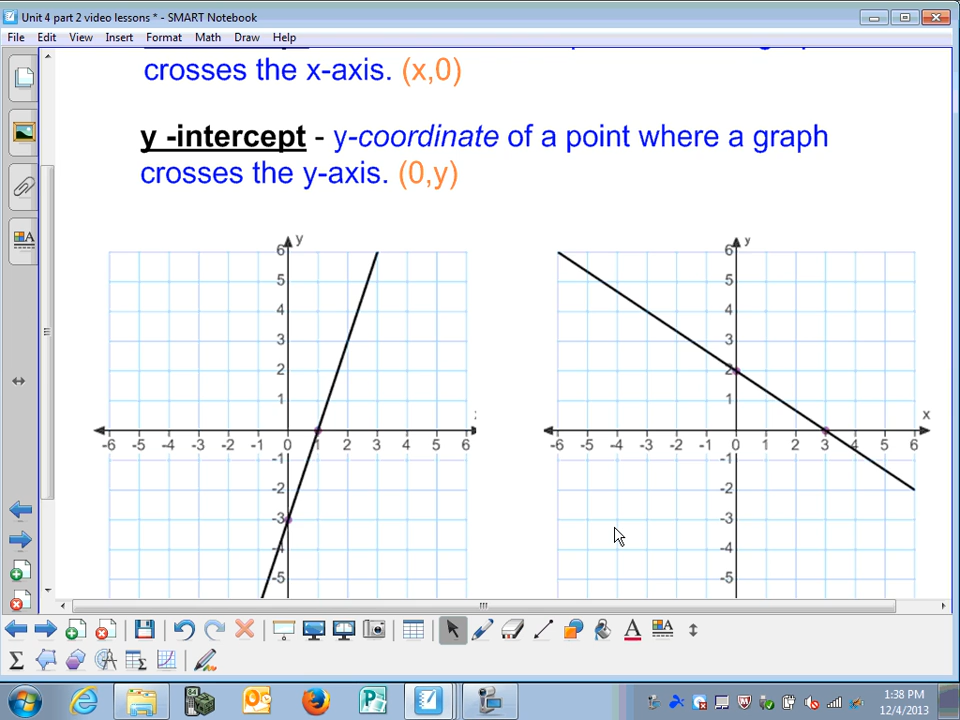 Unit 4 part 2 video lessons * - SMART Notebook
File Edit View Insert Format Math Draw Help
crosses the x-axis. (x,0)
y -intercept - y-coordinate of a point where a graph
crosses the y-axis. (0,y)
y
6
5
4
3
2
1
-6 -5 -4 -3 -2 -1 0 1 2 3 4 5 6
-1
-2
-3
-4
-5
y
6
5
4
3
2
1
x
-6 -5 -4 -3 -2 -1 0 1 2 3 4 5 6
-1
-2
-3
-4
-5
1:38 PM
12/4/2013